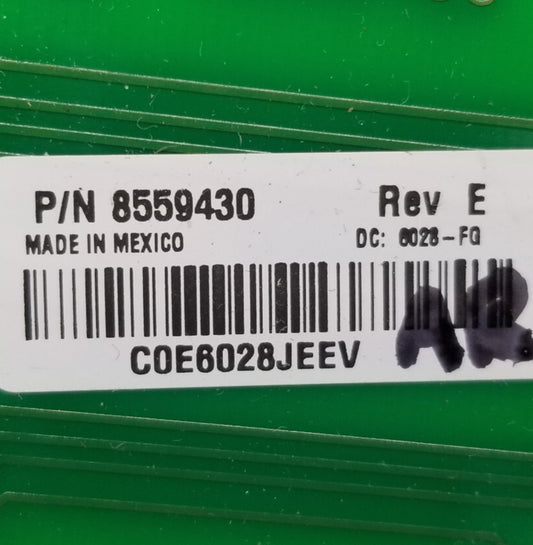 P/N 8559430 Rev E
MADE IN MEXICO DC: 6028-FG
C0E6028JEEV
AR